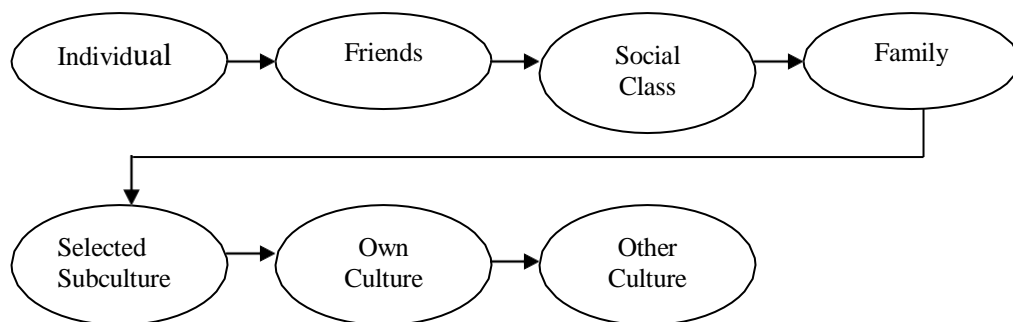 Individual
Friends
Social
Class
Family
Selected
Subculture
Own
Culture
Other
Culture